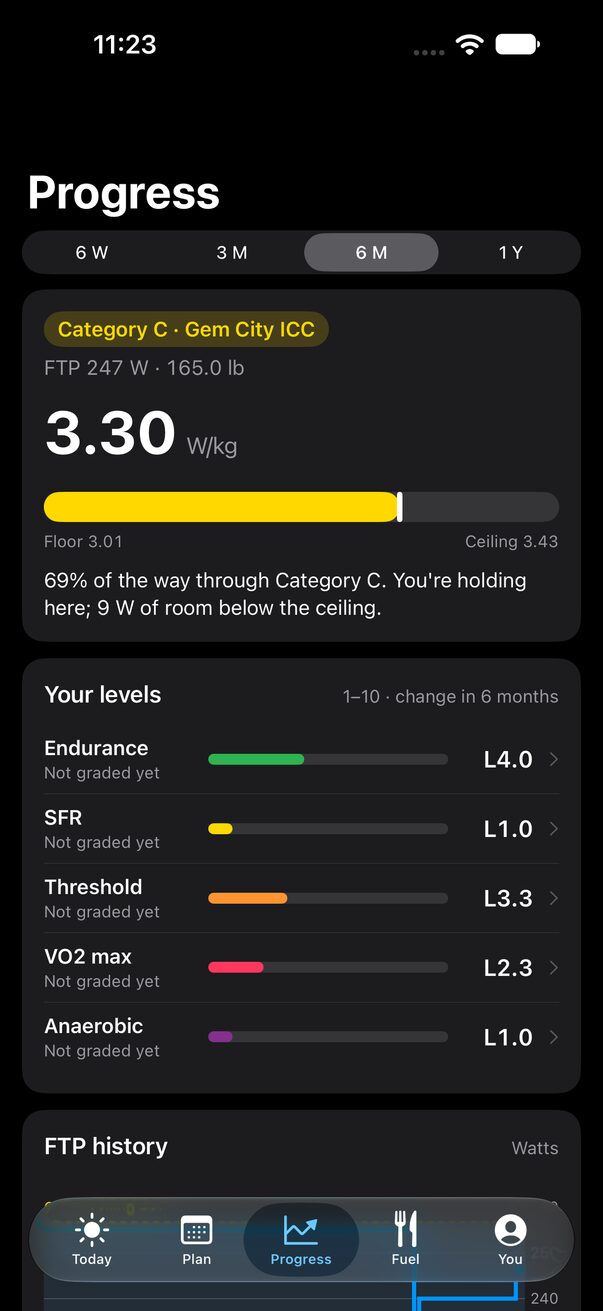 11:23
Progress
6 W
3 M
6 M
1 Y
Category C · Gem City ICC
FTP 247 W · 165.0 lb
3.30 W/kg
Floor 3.01
Ceiling 3.43
69% of the way through Category C. You're holding
here; 9 W of room below the ceiling.
Your levels
1–10 · change in 6 months
Endurance
Not graded yet
L4.0
SFR
Not graded yet
L1.0
Threshold
Not graded yet
L3.3
VO2 max
Not graded yet
L2.3
Anaerobic
Not graded yet
L1.0
FTP history
Watts
Today
Plan
Progress
Fuel
You
240